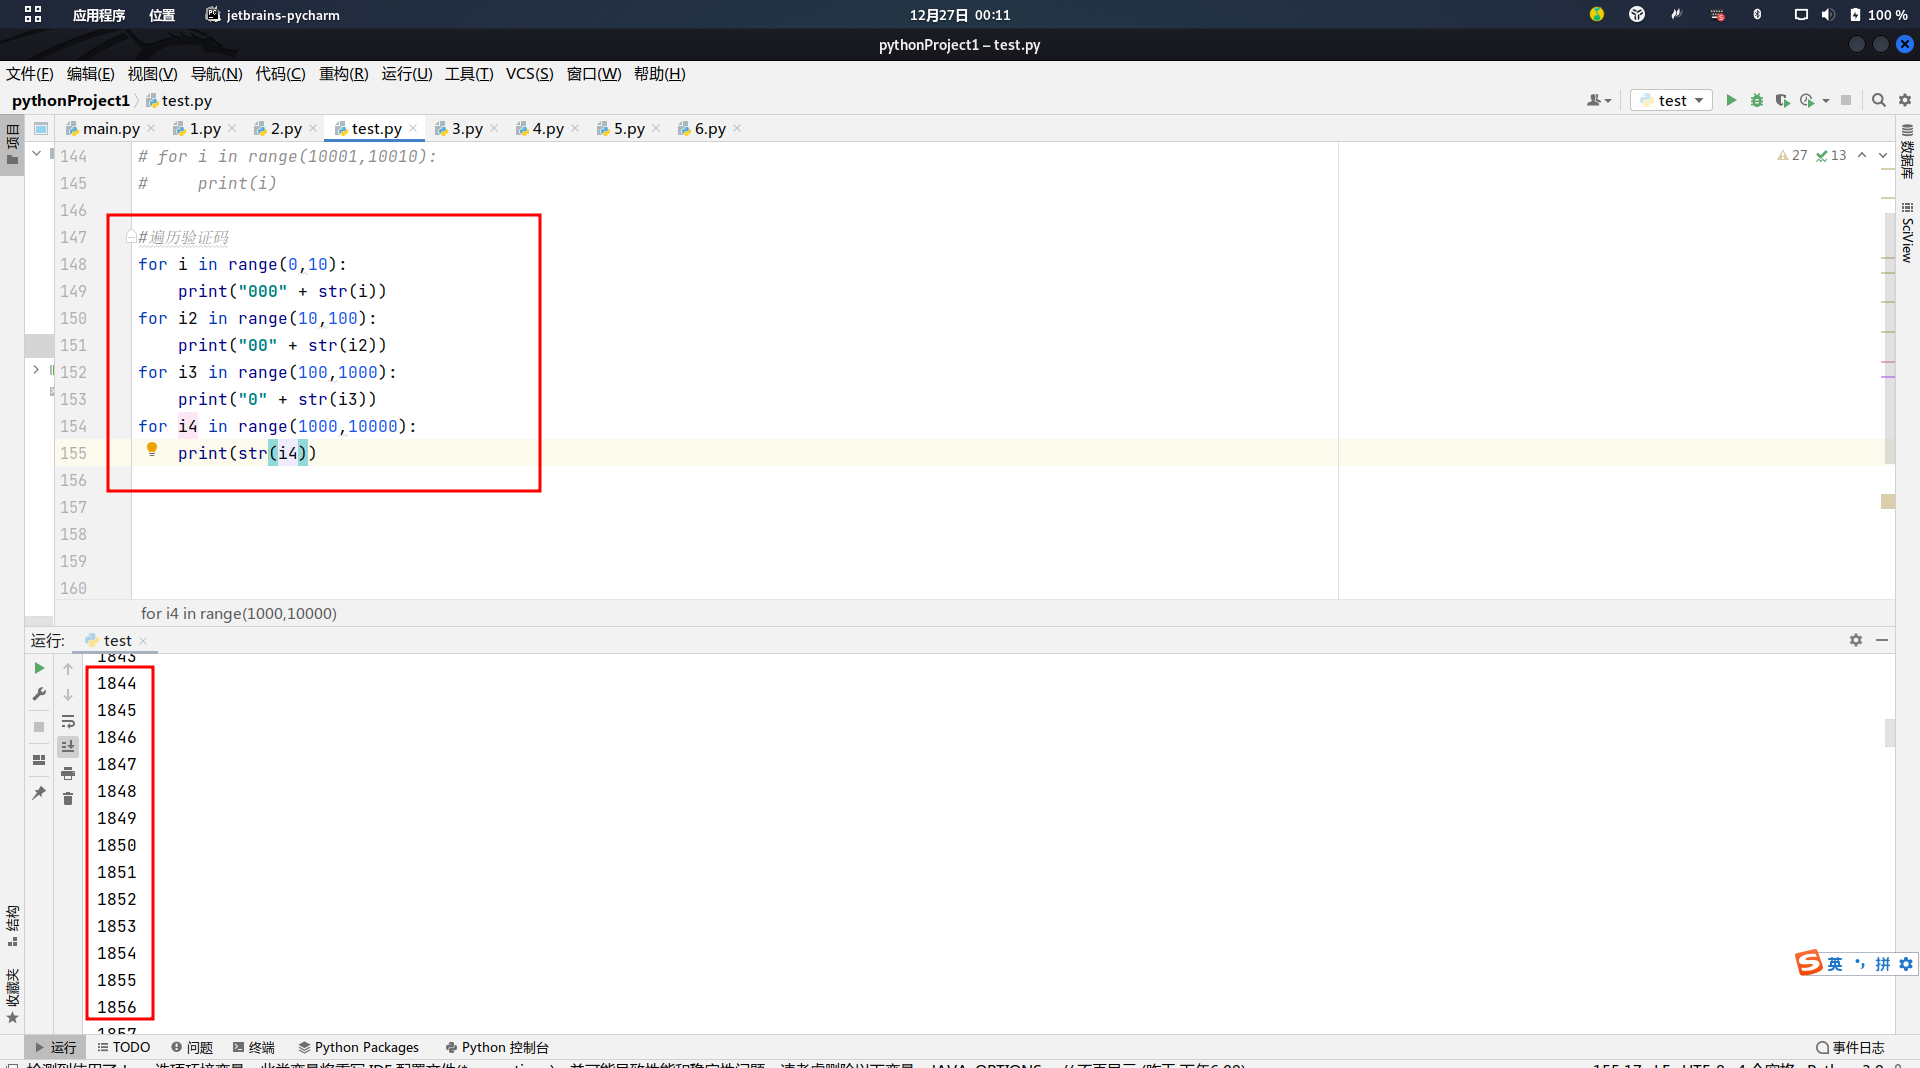 应用程序 位置 jetbrains-pycharm 12月27日 00:11 100 %
pythonProject1 – test.py
文件(F) 编辑(E) 视图(V) 导航(N) 代码(C) 重构(R) 运行(U) 工具(T) VCS(S) 窗口(W) 帮助(H)
pythonProject1 test.py test
项目
main.py 1.py 2.py test.py 3.py 4.py 5.py 6.py
数据库
SciView
27 13
144 # for i in range(10001,10010):
145 #     print(i)
146
147 #遍历验证码
148 for i in range(0,10):
149     print("000" + str(i))
150 for i2 in range(10,100):
151     print("00" + str(i2))
152 for i3 in range(100,1000):
153     print("0" + str(i3))
154 for i4 in range(1000,10000):
155     print(str(i4))
156
157
158
159
160
for i4 in range(1000,10000)
运行: test
1843
1844
1845
1846
1847
1848
1849
1850
1851
1852
1853
1854
1855
1856
1857
结构
收藏夹
英 拼
运行 TODO 问题 终端 Python Packages Python 控制台 事件日志